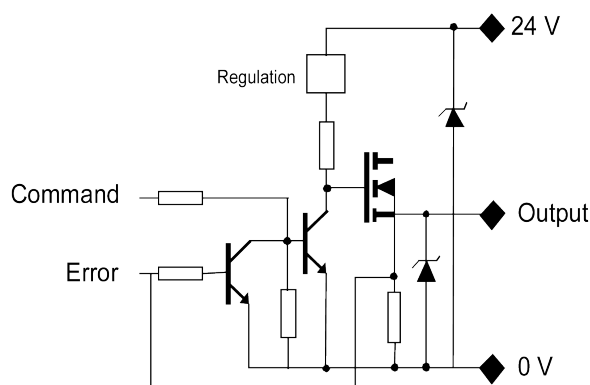 24 V
Regulation
Command
Output
Error
0 V